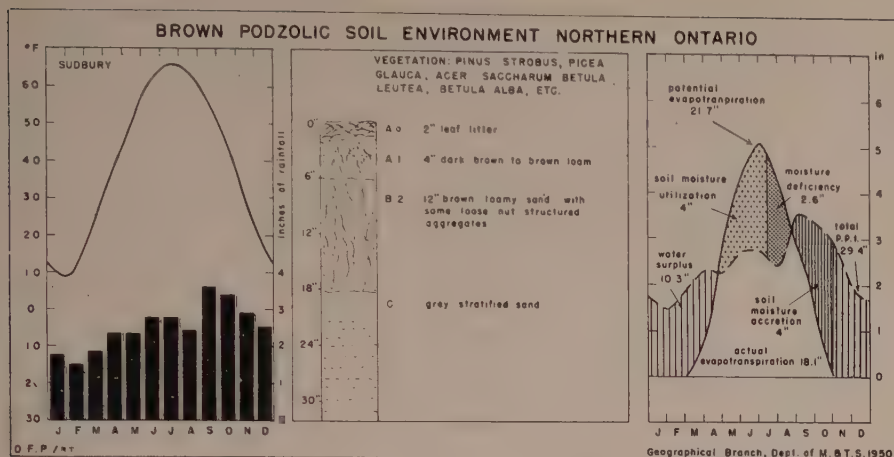 BROWN PODZOLIC SOIL ENVIRONMENT NORTHERN ONTARIO
°F
SUDBURY
60
50
40
30
20
10
0
10
20
30
J F M A M J J A S O N D
Inches of rainfall
4
3
2
1
VEGETATION: PINUS STROBUS, PICEA
GLAUCA, ACER SACCHARUM BETULA
LEUTEA, BETULA ALBA, ETC.
0"
6"
12"
18"
24"
30"
Ao 2" leaf litter
A1 4" dark brown to brown loam
B2 12" brown loamy sand with
some loose nut structured
aggregates
C grey stratified sand
in
6
5
4
3
2
1
0
potential
evapotranpiration
21.7"
soil moisture
utilization
4"
moisture
deficiency
2.6"
water
surplus
10.3"
total
P.P.T.
29.4"
soil
moisture
accretion
4"
actual
evapotranspiration 18.1"
J F M A M J J A S O N D
Geographical Branch, Dept. of M.&T.S. 1950